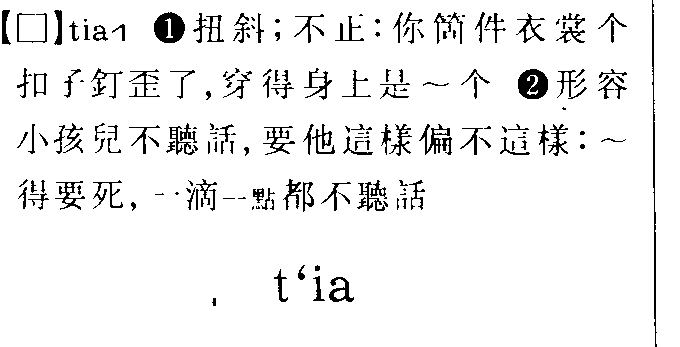 【□】tia˧˥ ❶扭斜；不正：你箇件衣裳个
扣子釘歪了，穿得身上是～个 ❷形容
小孩兒不聽話，要他這樣偏不這樣：～
得要死，一滴一點都不聽話
t‘ia